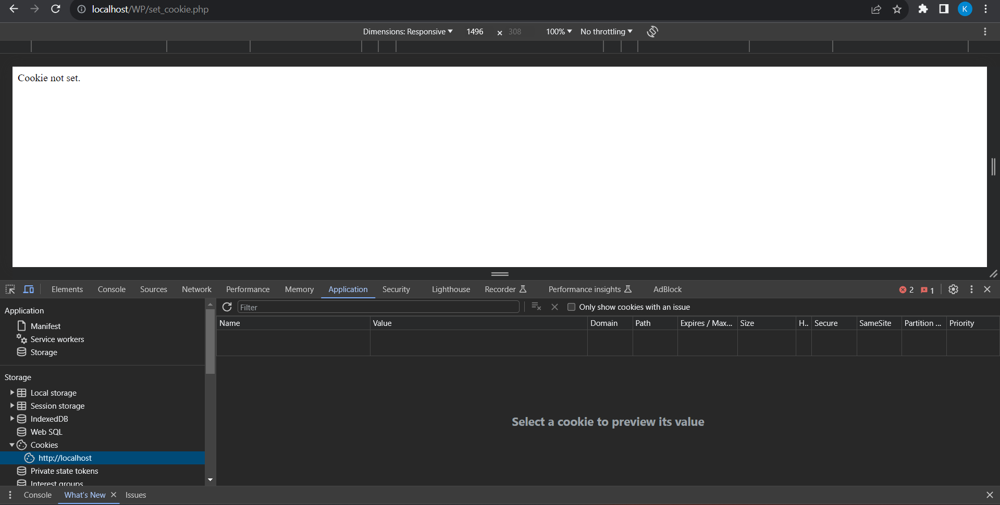 localhost/WP/set_cookie.php
K
Dimensions: Responsive 1496 × 308 100% No throttling
Cookie not set.
Elements Console Sources Network Performance Memory Application Security Lighthouse Recorder Performance insights AdBlock 2 1
Application
Manifest
Service workers
Storage
Storage
Local storage
Session storage
IndexedDB
Web SQL
Cookies
http://localhost
Private state tokens
Interest groups
Filter Only show cookies with an issue
Name Value Domain Path Expires / Max... Size H.. Secure SameSite Partition ... Priority
Select a cookie to preview its value
Console What's New Issues